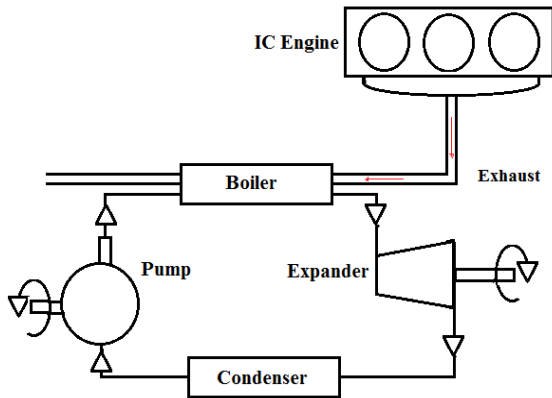 IC Engine
Exhaust
Boiler
Pump
Expander
Condenser